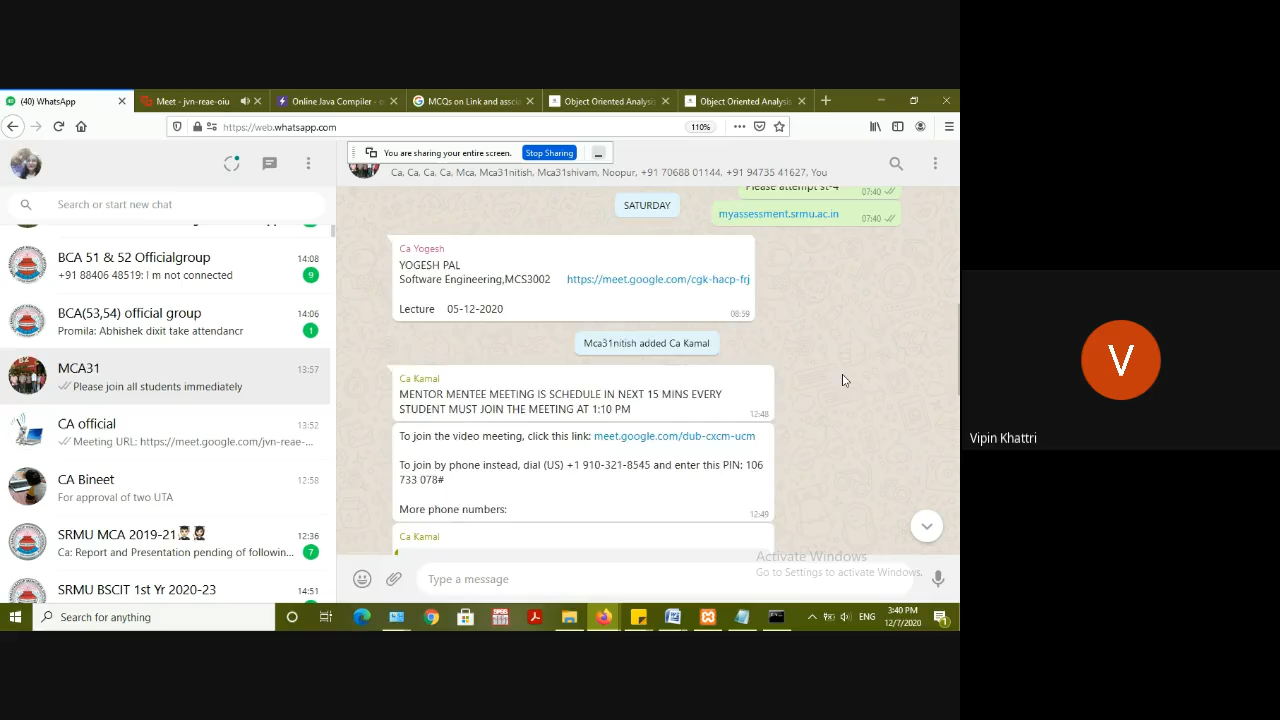 (40) WhatsApp
Meet - jvn-reae-oiu
Online Java Compiler - o
MCQs on Link and associ
Object Oriented Analysis
Object Oriented Analysis
https://web.whatsapp.com
110%
You are sharing your entire screen.
Stop Sharing
Ca, Ca, Ca, Ca, Mca, Mca31nitish, Mca31shivam, Noopur, +91 70688 01144, +91 94735 41627, You
Search or start new chat
Please attempt st-4
07:40
SATURDAY
myassessment.srmu.ac.in
07:40
BCA 51 & 52 Officialgroup
14:08
+91 88406 48519: I m not connected
9
BCA(53,54) official group
14:06
Promila: Abhishek dixit take attendancr
1
MCA31
13:57
Please join all students immediately
CA official
13:52
Meeting URL: https://meet.google.com/jvn-reae-...
CA Bineet
12:58
For approval of two UTA
SRMU MCA 2019-21
12:36
Ca: Report and Presentation pending of followin...
7
SRMU BSCIT 1st Yr 2020-23
14:51
Ca Yogesh
YOGESH PAL
Software Engineering,MCS3002 https://meet.google.com/cgk-hacp-frj
Lecture 05-12-2020
08:59
Mca31nitish added Ca Kamal
Ca Kamal
MENTOR MENTEE MEETING IS SCHEDULE IN NEXT 15 MINS EVERY
STUDENT MUST JOIN THE MEETING AT 1:10 PM
12:48
To join the video meeting, click this link: meet.google.com/dub-cxcm-ucm
To join by phone instead, dial (US) +1 910-321-8545 and enter this PIN: 106
733 078#
More phone numbers:
12:49
Ca Kamal
Type a message
Activate Windows
Go to Settings to activate Windows.
Search for anything
ENG
3:40 PM
12/7/2020
1
V
Vipin Khattri